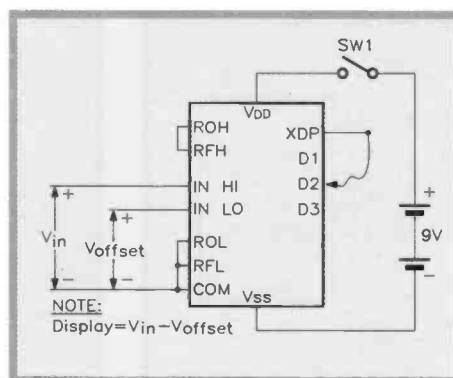 SW1
VDD
ROH
XDP
RFH
D1
IN HI
D2
+
IN LO
D3
+
+
Vin
Voffset
9V
ROL
RFL
−
−
COM
VSS
−
NOTE:
Display=Vin−Voffset